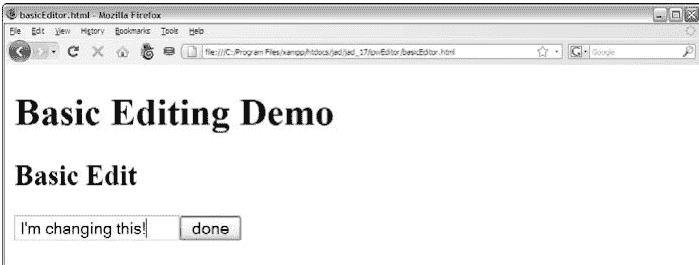 basicEditor.html - Mozilla Firefox
File Edit View History Bookmarks Tools Help
file:///C:/Program Files/xampp/htdocs/jad/jad_17/ipwEditor/basicEditor.html Google
Basic Editing Demo
Basic Edit
I'm changing this! done